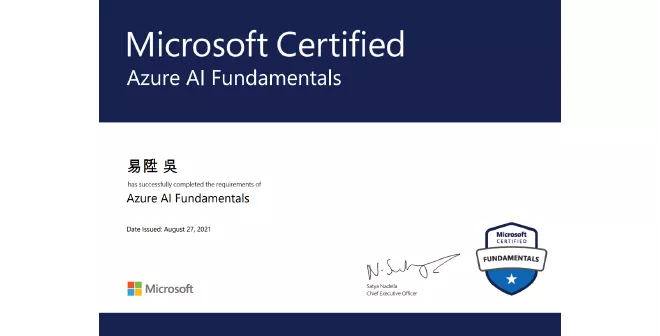 Microsoft Certified
Azure AI Fundamentals
易陞 吳
has successfully completed the requirements of
Azure AI Fundamentals
Date Issued: August 27, 2021
Microsoft
CERTIFIED
FUNDAMENTALS
Satya Nadella
Chief Executive Officer
Microsoft